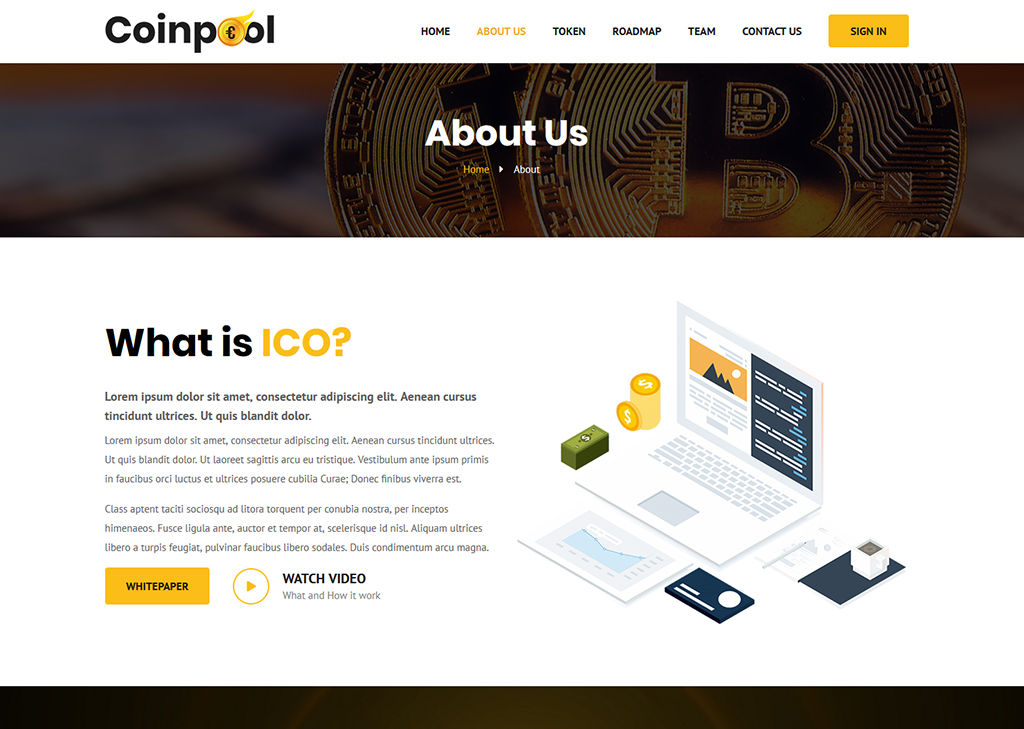 Coinpool
HOME ABOUT US TOKEN ROADMAP TEAM CONTACT US SIGN IN
About Us
Home About
What is ICO?
Lorem ipsum dolor sit amet, consectetur adipiscing elit. Aenean cursus
tincidunt ultrices. Ut quis blandit dolor.
Lorem ipsum dolor sit amet, consectetur adipiscing elit. Aenean cursus tincidunt ultrices.
Ut quis blandit dolor. Ut laoreet sagittis arcu eu tristique. Vestibulum ante ipsum primis
in faucibus orci luctus et ultrices posuere cubilia Curae; Donec finibus viverra est.
Class aptent taciti sociosqu ad litora torquent per conubia nostra, per inceptos
himenaeos. Fusce ligula ante, auctor et tempor at, scelerisque id nisl. Aliquam ultrices
libero a turpis feugiat, pulvinar faucibus libero sodales. Duis condimentum arcu magna.
WHITEPAPER
WATCH VIDEO
What and How it work